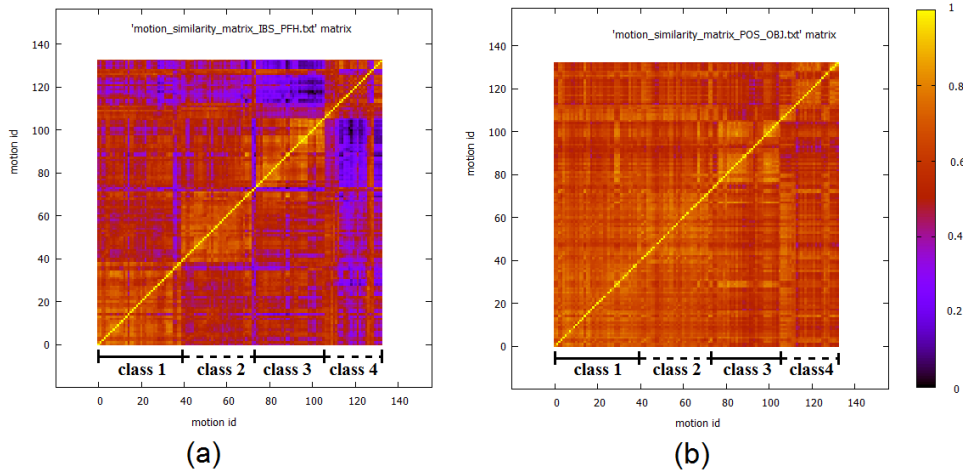 'motion_similarity_matrix_IBS_PFH.txt' matrix
motion id
140
120
100
80
60
40
20
0
class 1 class 2 class 3 class 4
0 20 40 60 80 100 120 140
motion id
(a)
'motion_similarity_matrix_POS_OBJ.txt' matrix
motion id
140
120
100
80
60
40
20
0
class 1 class 2 class 3 class4
0 20 40 60 80 100 120 140
motion id
(b)
1
0.8
0.6
0.4
0.2
0